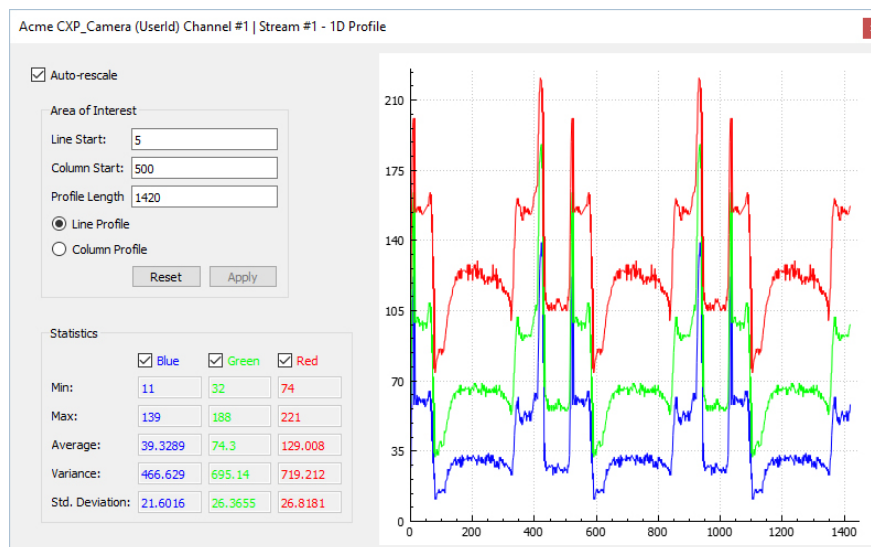 Acme CXP_Camera (UserId) Channel #1 | Stream #1 - 1D Profile
Auto-rescale
Area of Interest
Line Start: 5
Column Start: 500
Profile Length 1420
Line Profile
Column Profile
Reset Apply
Statistics
Blue Green Red
Min: 11 32 74
Max: 139 188 221
Average: 39.3289 74.3 129.008
Variance: 466.629 695.14 719.212
Std. Deviation: 21.6016 26.3655 26.8181
210
175
140
105
70
35
0
0 200 400 600 800 1000 1200 1400